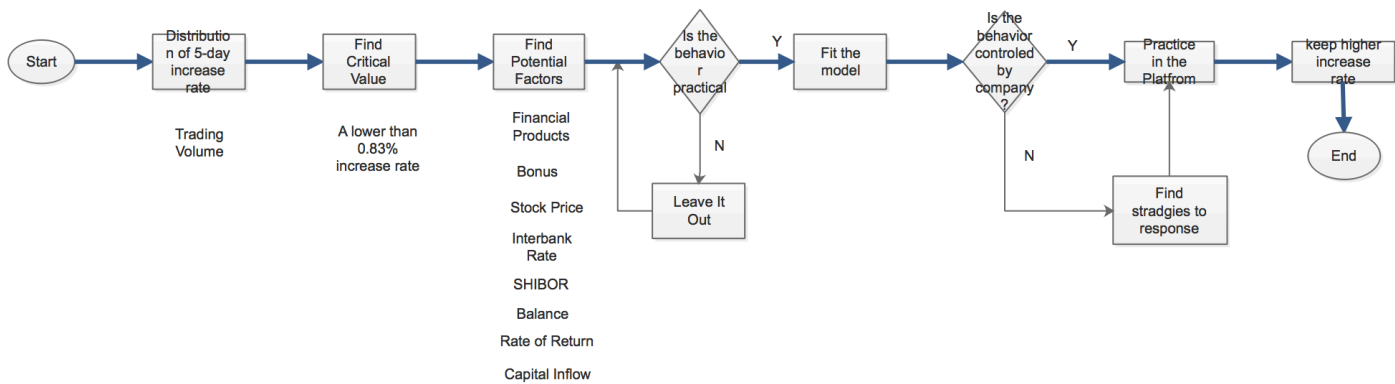 Start
Distributio
n of 5-day
increase
rate
Trading
Volume
Find
Critical
Value
A lower than
0.83%
increase rate
Find
Potential
Factors
Financial
Products
Bonus
Stock Price
Interbank
Rate
SHIBOR
Balance
Rate of Return
Capital Inflow
Is the
behavio
r
practical
Y
N
Leave It
Out
Fit the
model
Is the
behavior
controled
by
company
?
Y
N
Find
stradgies to
response
Practice
in the
Platfrom
keep higher
increase
rate
End